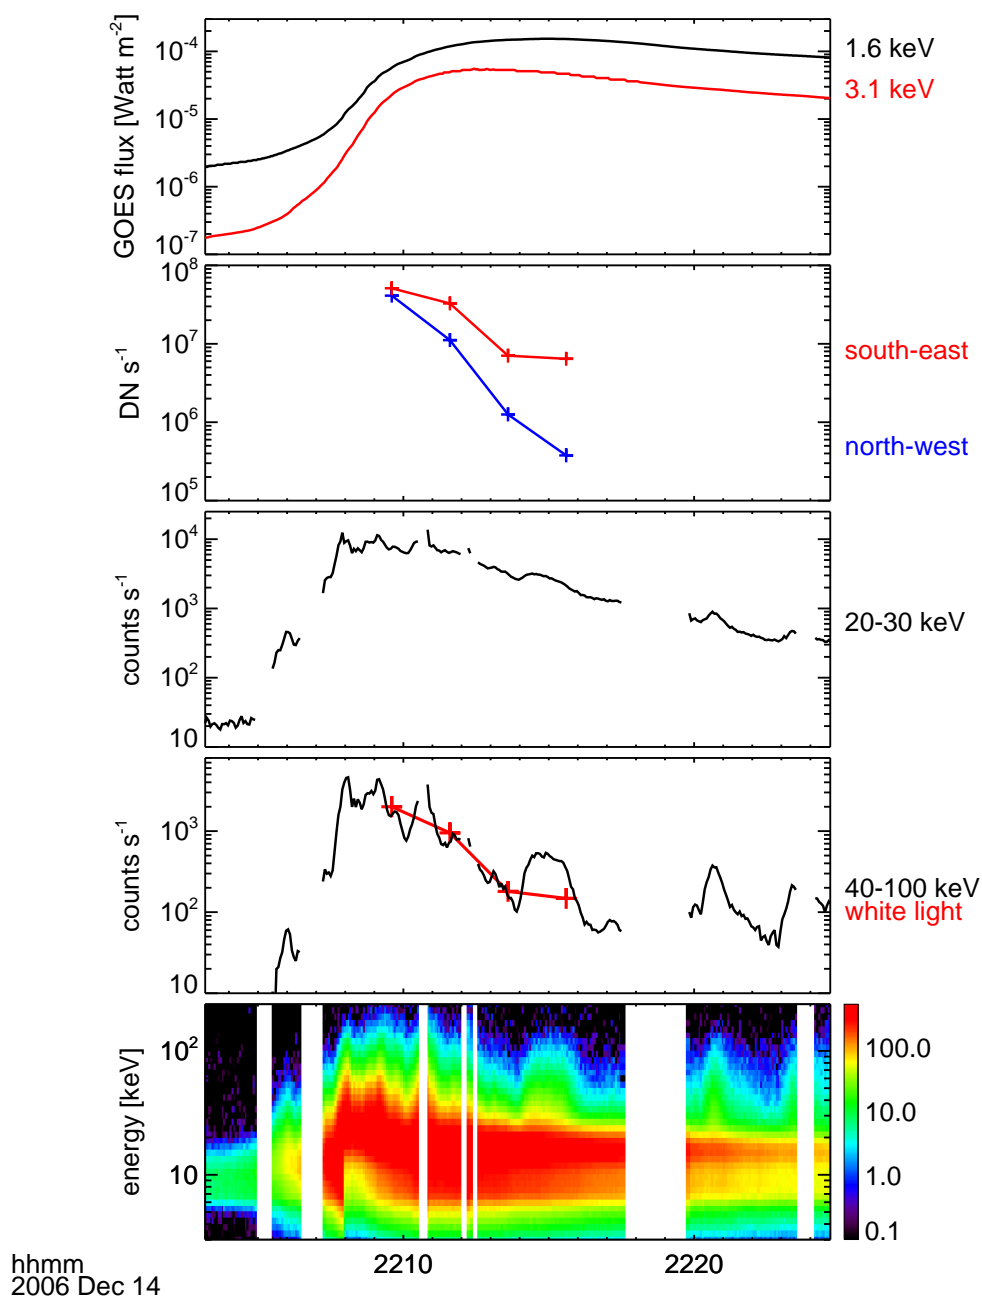 GOES flux [Watt m-2]
10-4
10-5
10-6
10-7
1.6 keV
3.1 keV
DN s-1
108
107
106
105
south-east
north-west
counts s-1
104
103
102
10
20-30 keV
counts s-1
103
102
10
40-100 keV
white light
energy [keV]
102
10
100.0
10.0
1.0
0.1
2210
2220
hhmm
2006 Dec 14